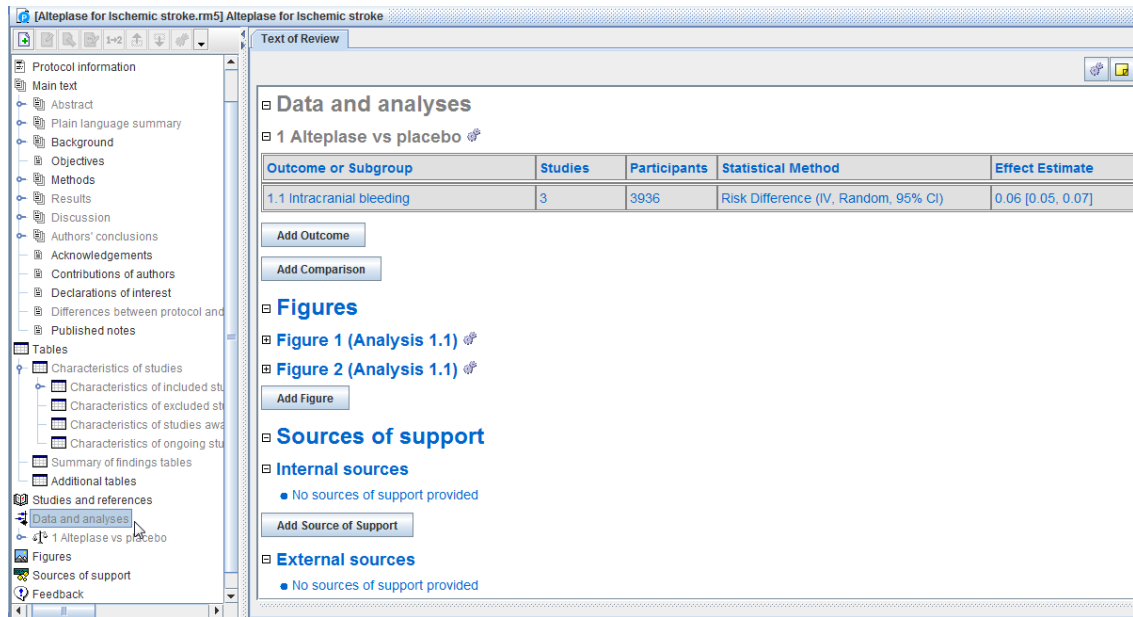 [Alteplase for Ischemic stroke.rm5] Alteplase for Ischemic stroke
1→2
Protocol information
Main text
Abstract
Plain language summary
Background
Objectives
Methods
Results
Discussion
Authors' conclusions
Acknowledgements
Contributions of authors
Declarations of interest
Differences between protocol and
Published notes
Tables
Characteristics of studies
Characteristics of included stu
Characteristics of excluded stu
Characteristics of studies awa
Characteristics of ongoing stu
Summary of findings tables
Additional tables
Studies and references
Data and analyses
1 Alteplase vs placebo
Figures
Sources of support
Feedback
Text of Review
Data and analyses
1 Alteplase vs placebo
Outcome or Subgroup Studies Participants Statistical Method Effect Estimate
1.1 Intracranial bleeding 3 3936 Risk Difference (IV, Random, 95% CI) 0.06 [0.05, 0.07]
Add Outcome
Add Comparison
Figures
Figure 1 (Analysis 1.1)
Figure 2 (Analysis 1.1)
Add Figure
Sources of support
Internal sources
No sources of support provided
Add Source of Support
External sources
No sources of support provided